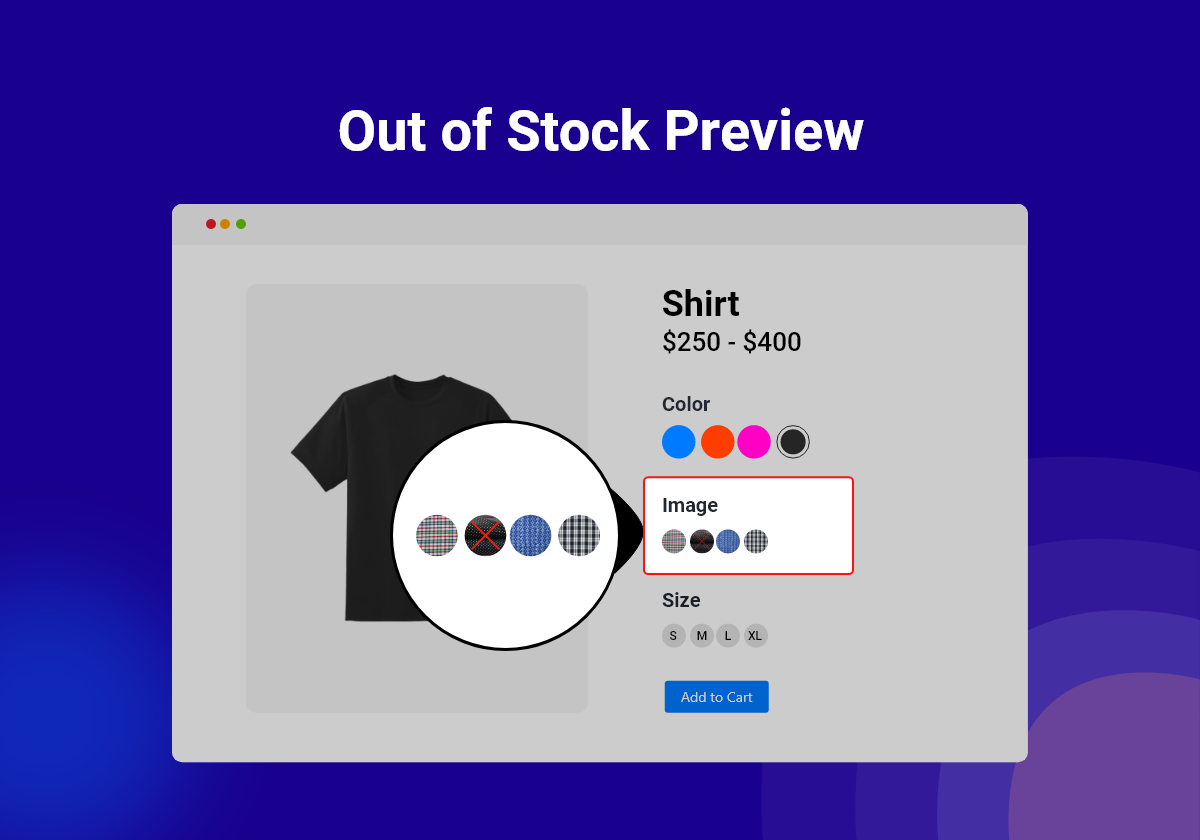 Out of Stock Preview
Shirt
$250 - $400
Color
Image
Size
S M L XL
Add to Cart